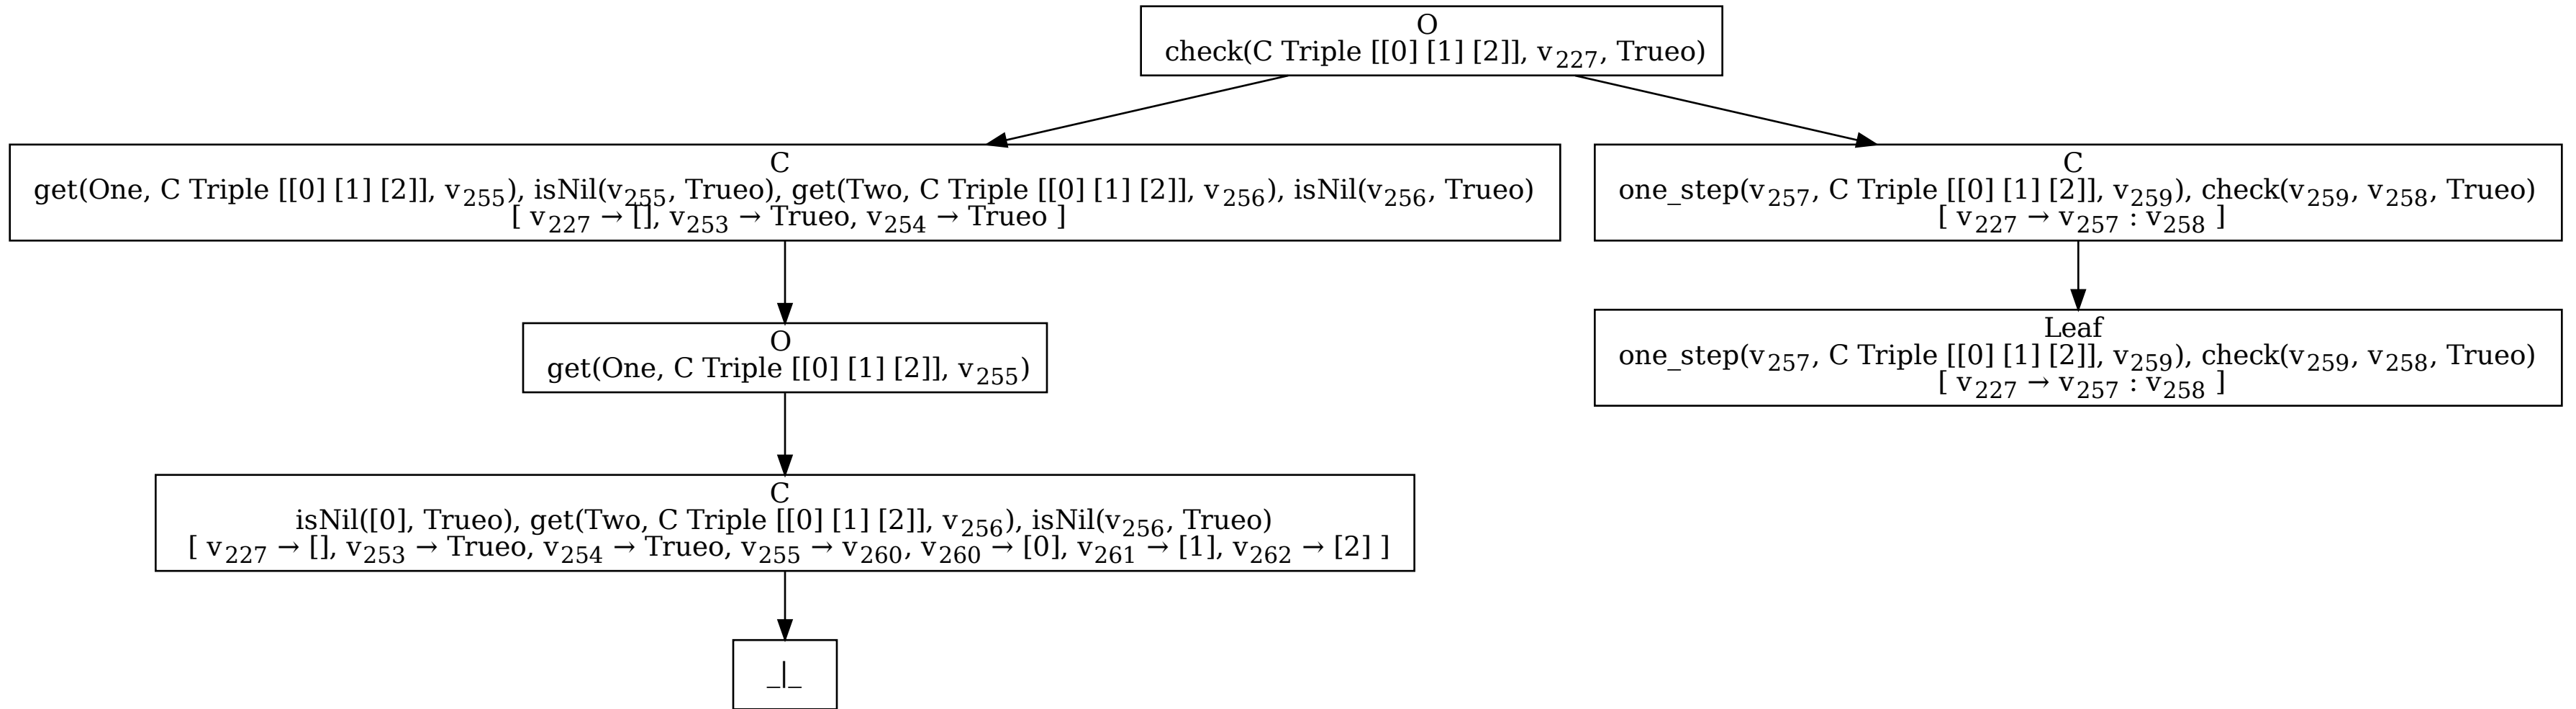 O
check(C Triple [[0] [1] [2]], v227, Trueo)
C
get(One, C Triple [[0] [1] [2]], v255), isNil(v255, Trueo), get(Two, C Triple [[0] [1] [2]], v256), isNil(v256, Trueo)
[ v227 → [], v253 → Trueo, v254 → Trueo ]
C
one_step(v257, C Triple [[0] [1] [2]], v259), check(v259, v258, Trueo)
[ v227 → v257 : v258 ]
O
get(One, C Triple [[0] [1] [2]], v255)
Leaf
one_step(v257, C Triple [[0] [1] [2]], v259), check(v259, v258, Trueo)
[ v227 → v257 : v258 ]
C
isNil([0], Trueo), get(Two, C Triple [[0] [1] [2]], v256), isNil(v256, Trueo)
[ v227 → [], v253 → Trueo, v254 → Trueo, v255 → v260, v260 → [0], v261 → [1], v262 → [2] ]
_|_